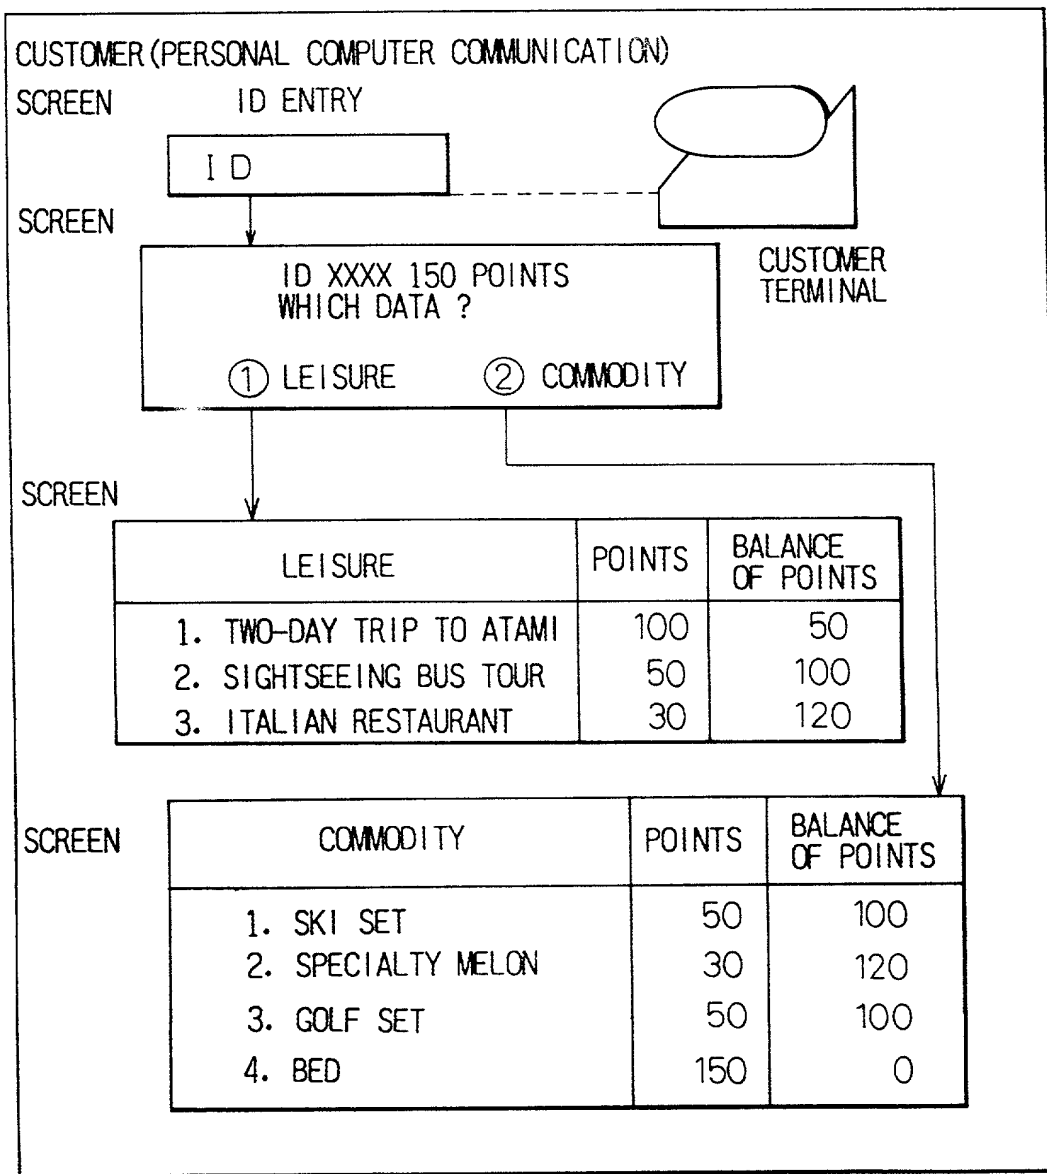 CUSTOMER (PERSONAL COMPUTER COMMUNICATION)
SCREEN ID ENTRY
ID
SCREEN
CUSTOMER
TERMINAL
ID XXXX 150 POINTS
WHICH DATA ?
① LEISURE ② COMMODITY
SCREEN
LEISURE POINTS BALANCE OF POINTS
1. TWO-DAY TRIP TO ATAMI 100 50
2. SIGHTSEEING BUS TOUR 50 100
3. ITALIAN RESTAURANT 30 120
SCREEN
COMMODITY POINTS BALANCE OF POINTS
1. SKI SET 50 100
2. SPECIALTY MELON 30 120
3. GOLF SET 50 100
4. BED 150 0